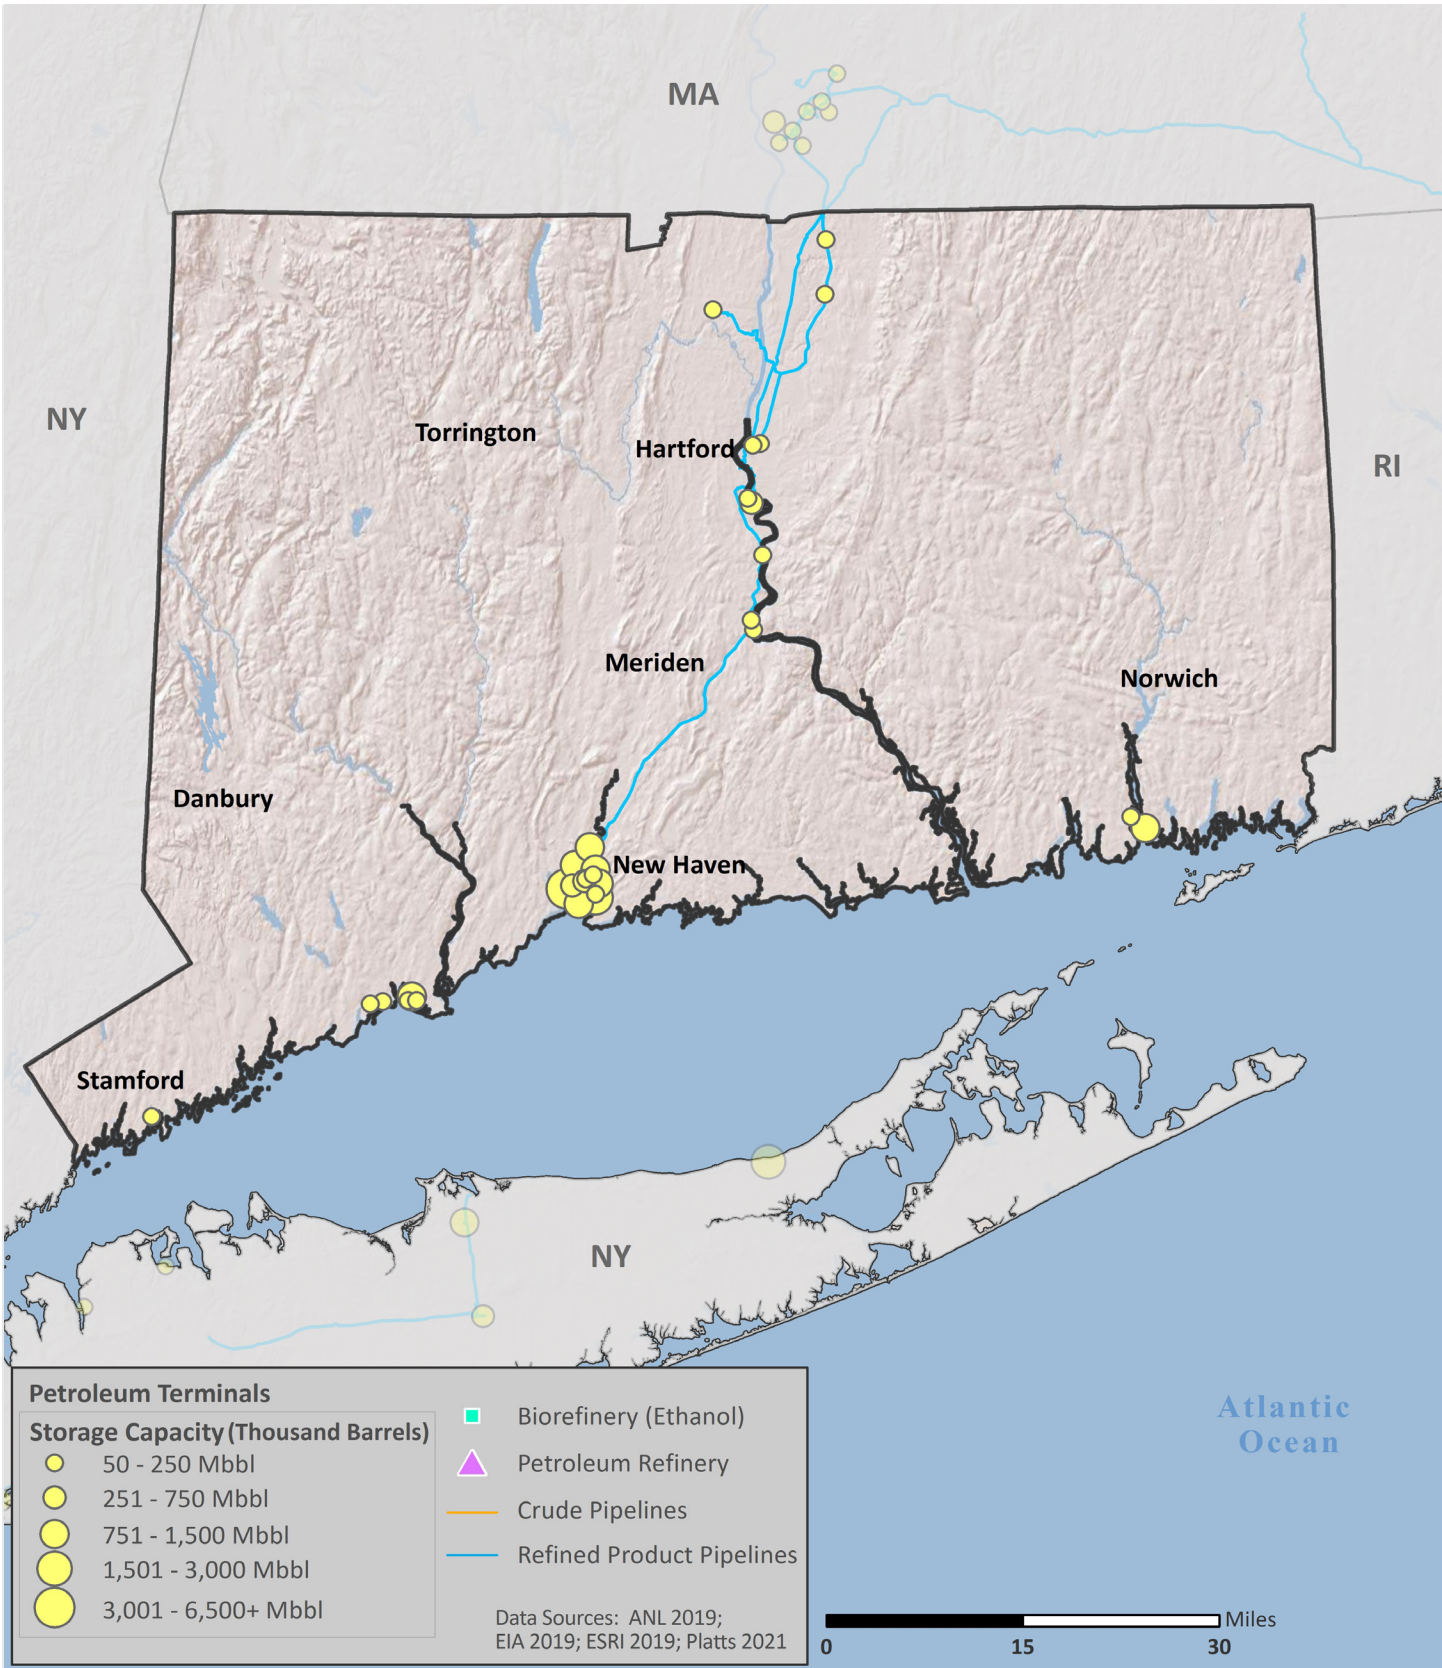 MA
NY
Torrington
Hartford
RI
Meriden
Norwich
Danbury
New Haven
Stamford
NY
Atlantic
Ocean
Petroleum Terminals
Storage Capacity (Thousand Barrels)
50 - 250 Mbbl
251 - 750 Mbbl
751 - 1,500 Mbbl
1,501 - 3,000 Mbbl
3,001 - 6,500+ Mbbl
Biorefinery (Ethanol)
Petroleum Refinery
Crude Pipelines
Refined Product Pipelines
Data Sources: ANL 2019;
EIA 2019; ESRI 2019; Platts 2021
Miles
0 15 30